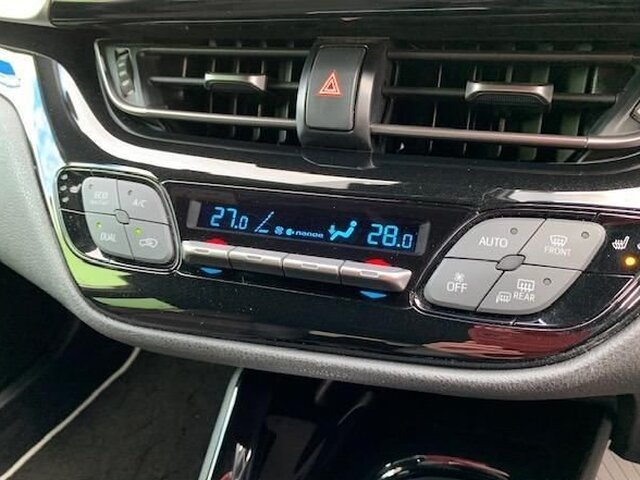 ECO
A/C
DUAL
27.0
nanoe
28.0
AUTO
FRONT
OFF
REAR